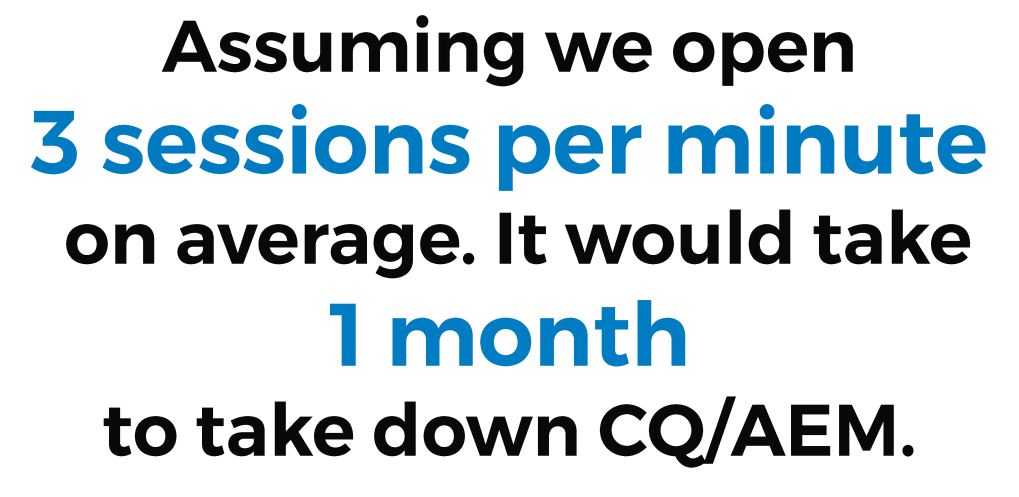 Assuming we open
3 sessions per minute
on average. It would take
1 month
to take down CQ/AEM.